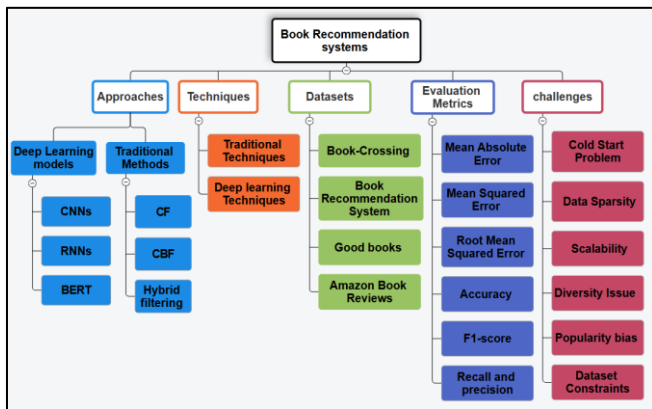 Book Recommendation
systems
Approaches
Techniques
Datasets
Evaluation
Metrics
challenges
Deep Learning
models
Traditional
Methods
CNNs
RNNs
BERT
CF
CBF
Hybrid
filtering
Traditional
Techniques
Deep learning
Techniques
Book-Crossing
Book
Recommendation
System
Good books
Amazon Book
Reviews
Mean Absolute
Error
Mean Squared
Error
Root Mean
Squared Error
Accuracy
F1-score
Recall and
precision
Cold Start
Problem
Data Sparsity
Scalability
Diversity Issue
Popularity bias
Dataset
Constraints